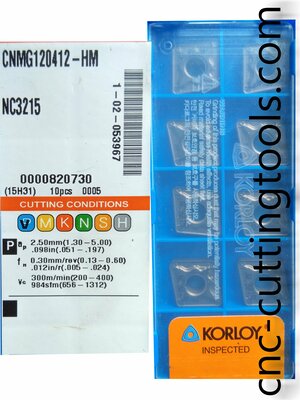 CNMG120412-HM
NC3215
1-02-053967
0000820730
(15H31) 10pcs 0005
CUTTING CONDITIONS
M K N S H
P ap 2.50mm(1.30 - 5.00)
.098in(.051 - .197)
fn 0.30mm/rev(0.13 - 0.60)
.012in/r(.005 - .024)
vc 300m/min(200 - 400)
984sfm(656 - 1312)
KORLOY
INSPECTED
cnc-cuttingtools.com